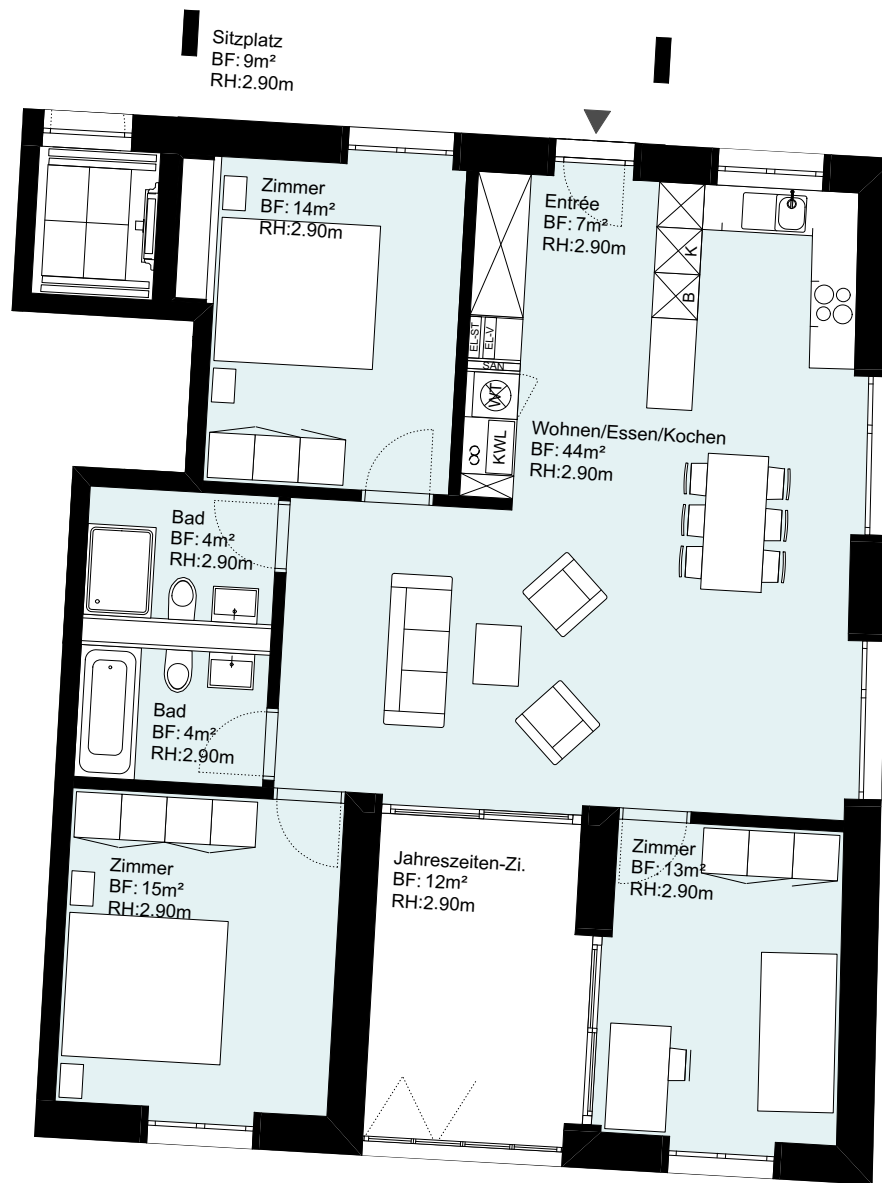 Sitzplatz
BF: 9m²
RH:2.90m
Zimmer
BF: 14m²
RH:2.90m
Entrée
BF: 7m²
RH:2.90m
K
B
EL-ST
EL-V
SAN
WT
KWL
Wohnen/Essen/Kochen
BF: 44m²
RH:2.90m
Bad
BF: 4m²
RH:2.90m
Bad
BF: 4m²
RH:2.90m
Zimmer
BF: 15m²
RH:2.90m
Jahreszeiten-Zi.
BF: 12m²
RH:2.90m
Zimmer
BF: 13m²
RH:2.90m